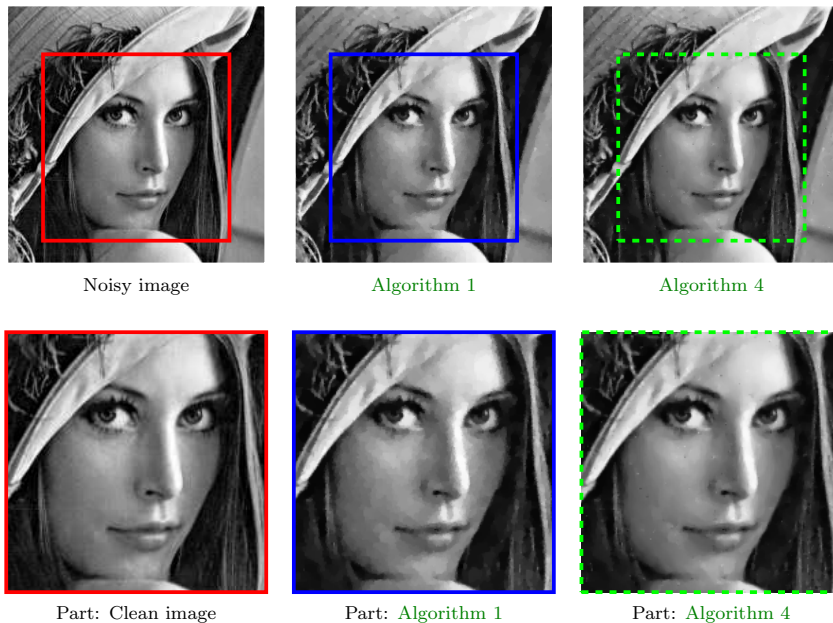 Noisy image
Algorithm 1
Algorithm 4
Part: Clean image
Part: Algorithm 1
Part: Algorithm 4